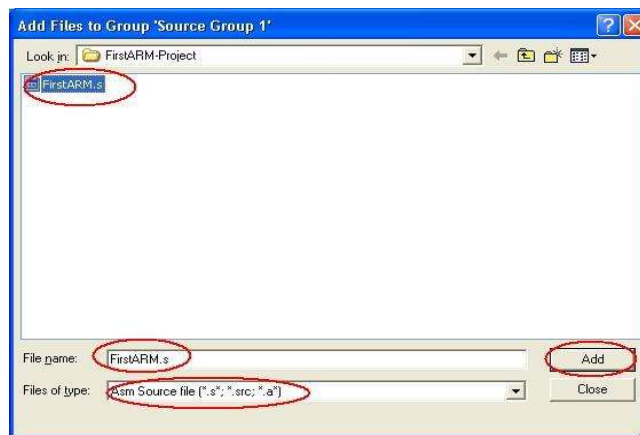 Add Files to Group 'Source Group 1'
Look in: FirstARM-Project
FirstARM.s
File name: FirstARM.s Add
Files of type: Asm Source file (*.s*; *.src; *.a*) Close